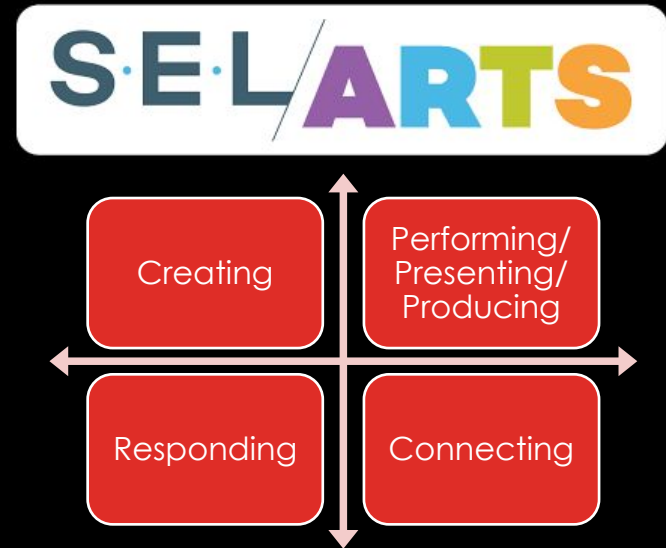 S·E·L/ARTS
Creating
Performing/
Presenting/
Producing
Responding
Connecting